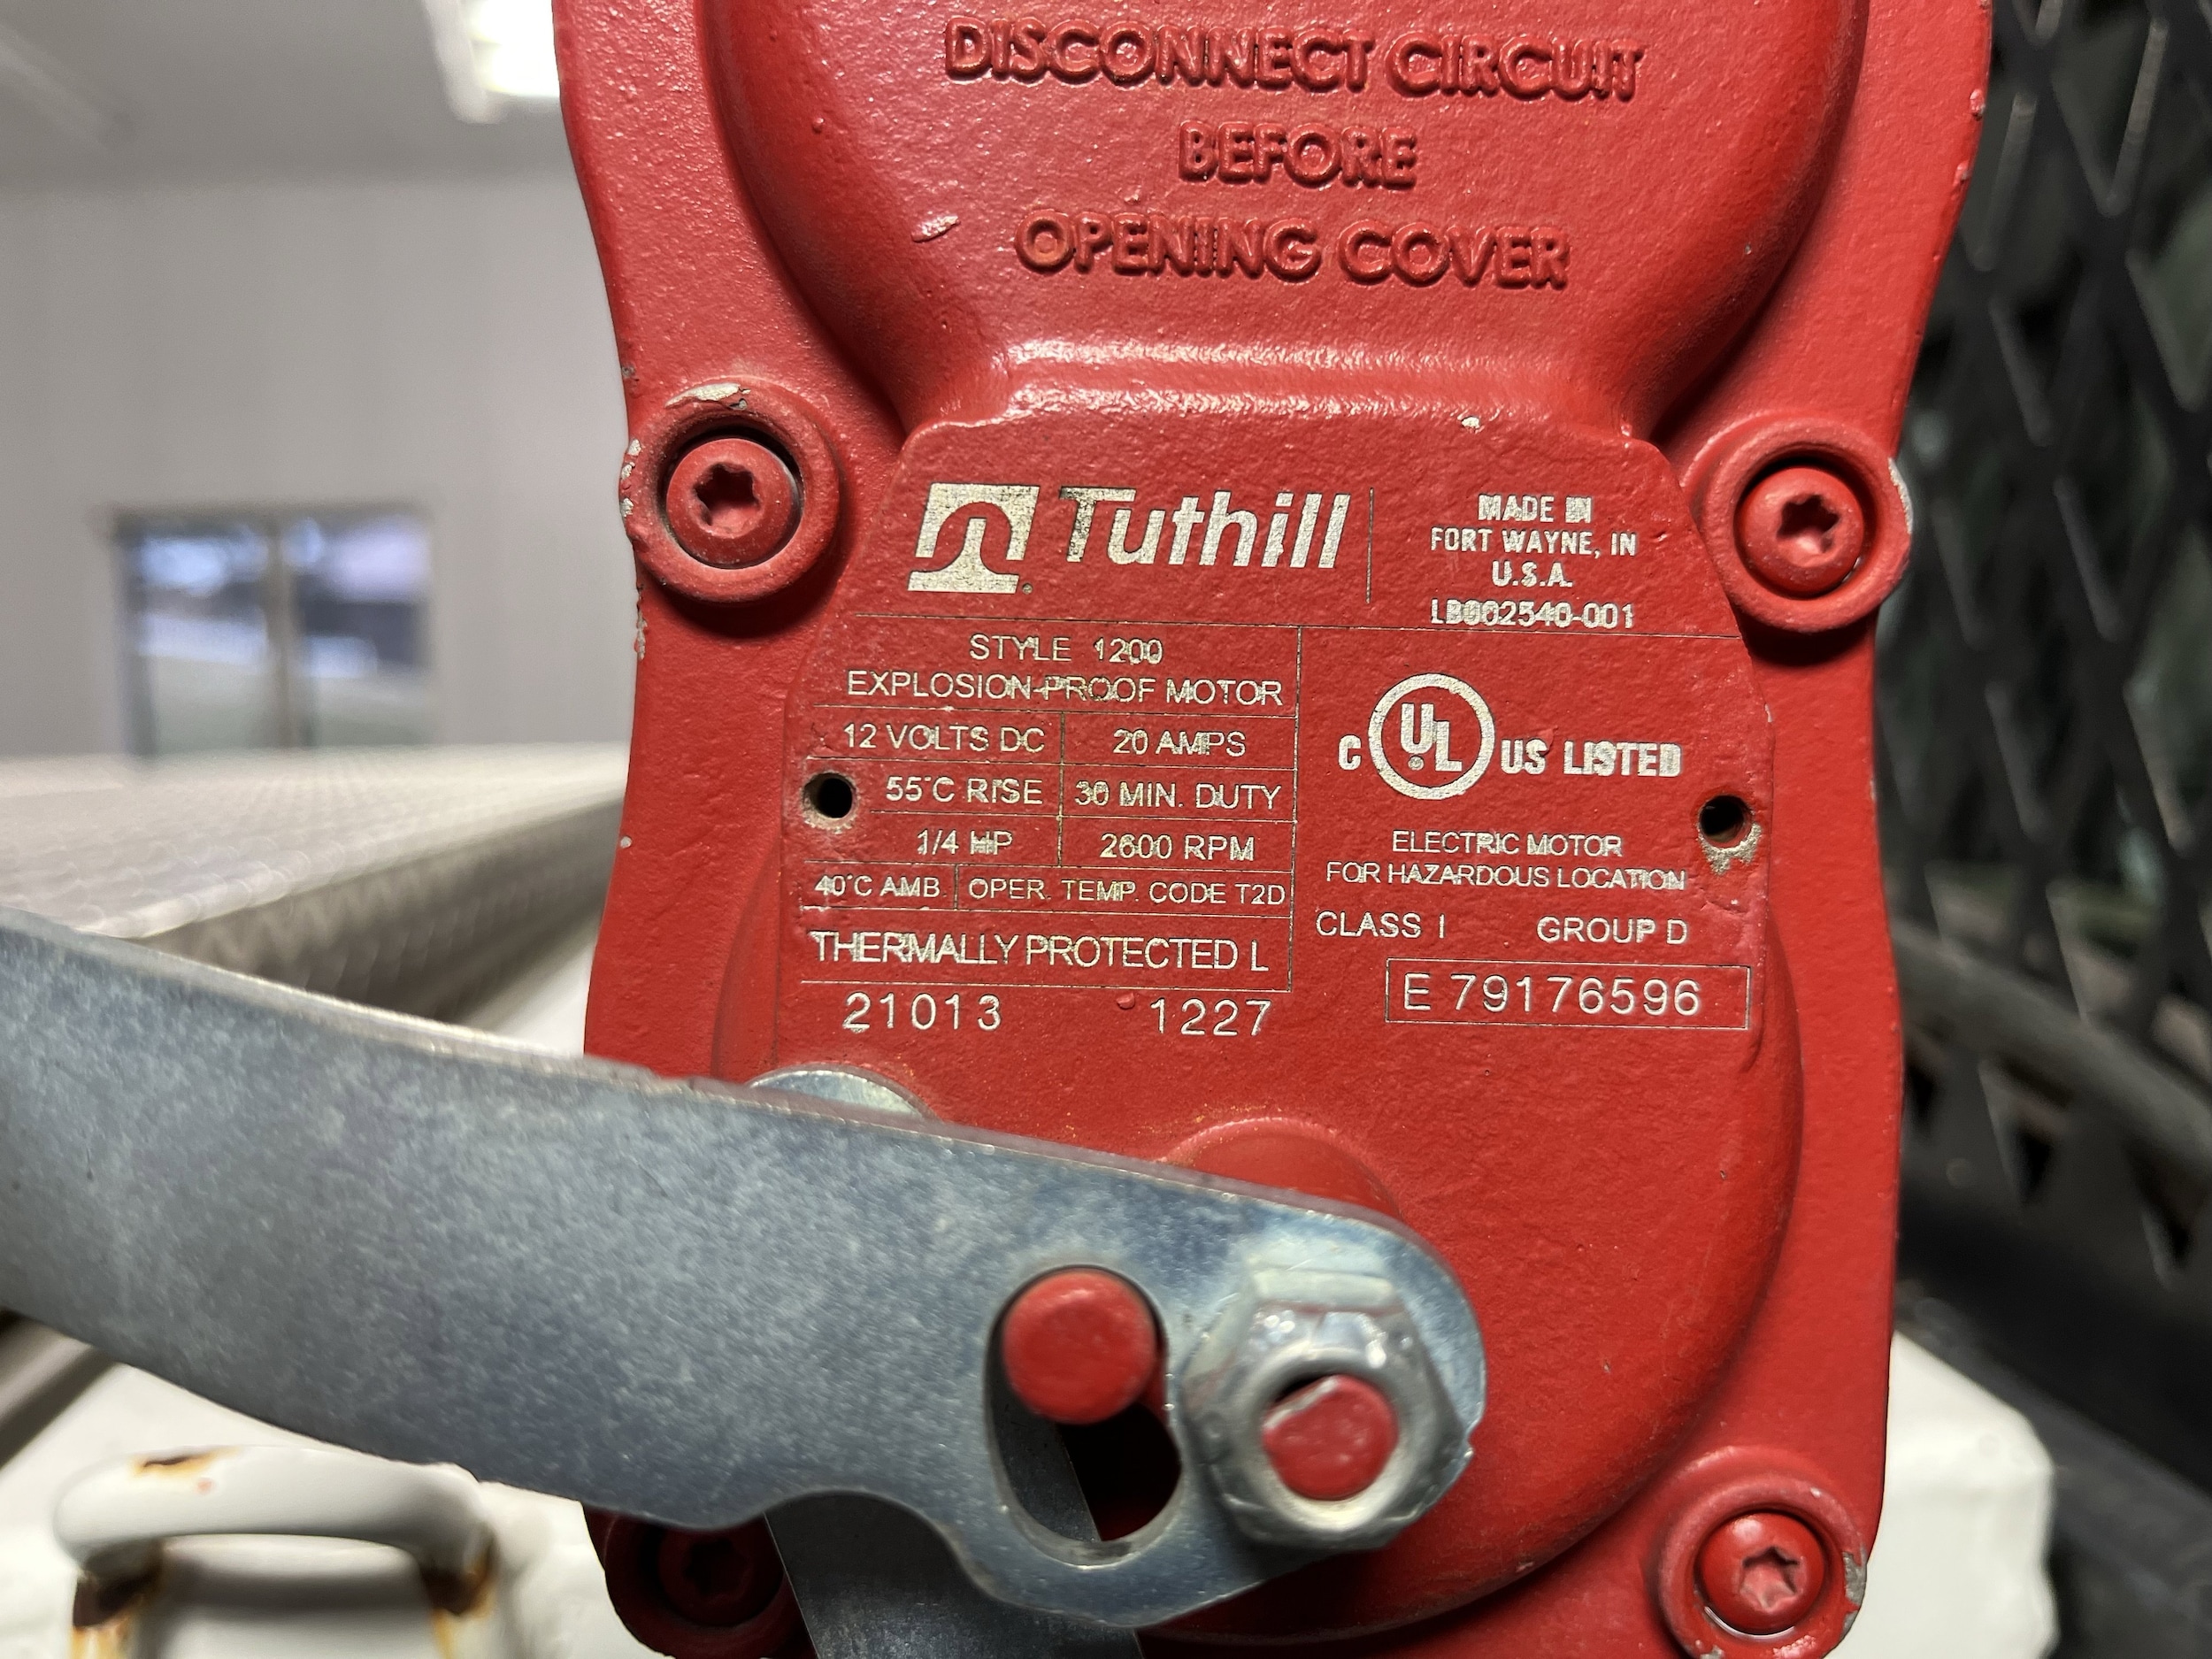 DISCONNECT CIRCUIT
BEFORE
OPENING COVER
Tuthill
MADE IN
FORT WAYNE, IN
U.S.A.
LB002540-001
STYLE 1200
EXPLOSION-PROOF MOTOR
12 VOLTS DC 20 AMPS
55°C RISE 30 MIN. DUTY
1/4 HP 2600 RPM
40°C AMB. OPER. TEMP. CODE T2D
THERMALLY PROTECTED L
21013 1227
C UL US LISTED
ELECTRIC MOTOR
FOR HAZARDOUS LOCATION
CLASS I GROUP D
E 79176596